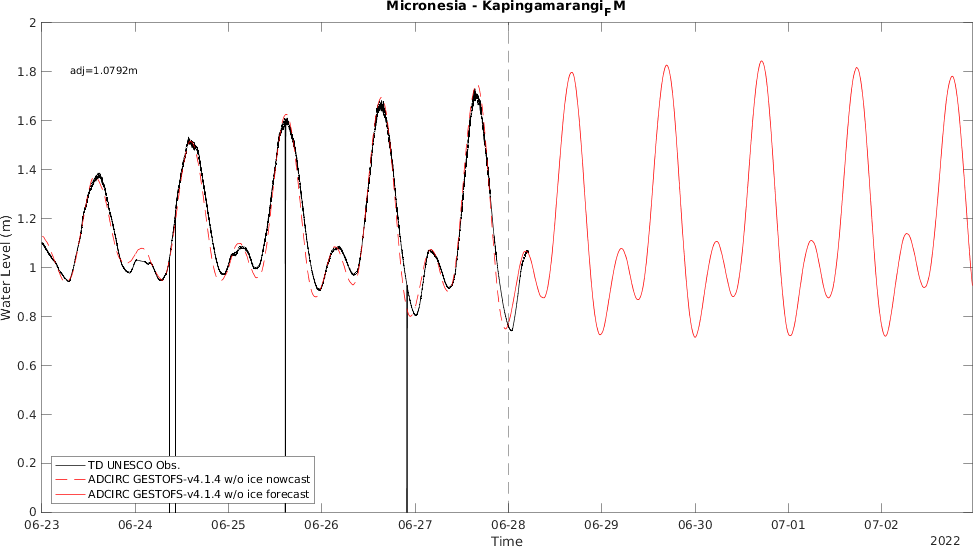 Micronesia - Kapingamarangi_FM
2
1.8
adj=1.0792m
1.6
1.4
1.2
1
0.8
0.6
0.4
0.2
0
Water Level (m)
TD UNESCO Obs.
ADCIRC GESTOFS-v4.1.4 w/o ice nowcast
ADCIRC GESTOFS-v4.1.4 w/o ice forecast
06-23 06-24 06-25 06-26 06-27 06-28 06-29 06-30 07-01 07-02
Time
2022